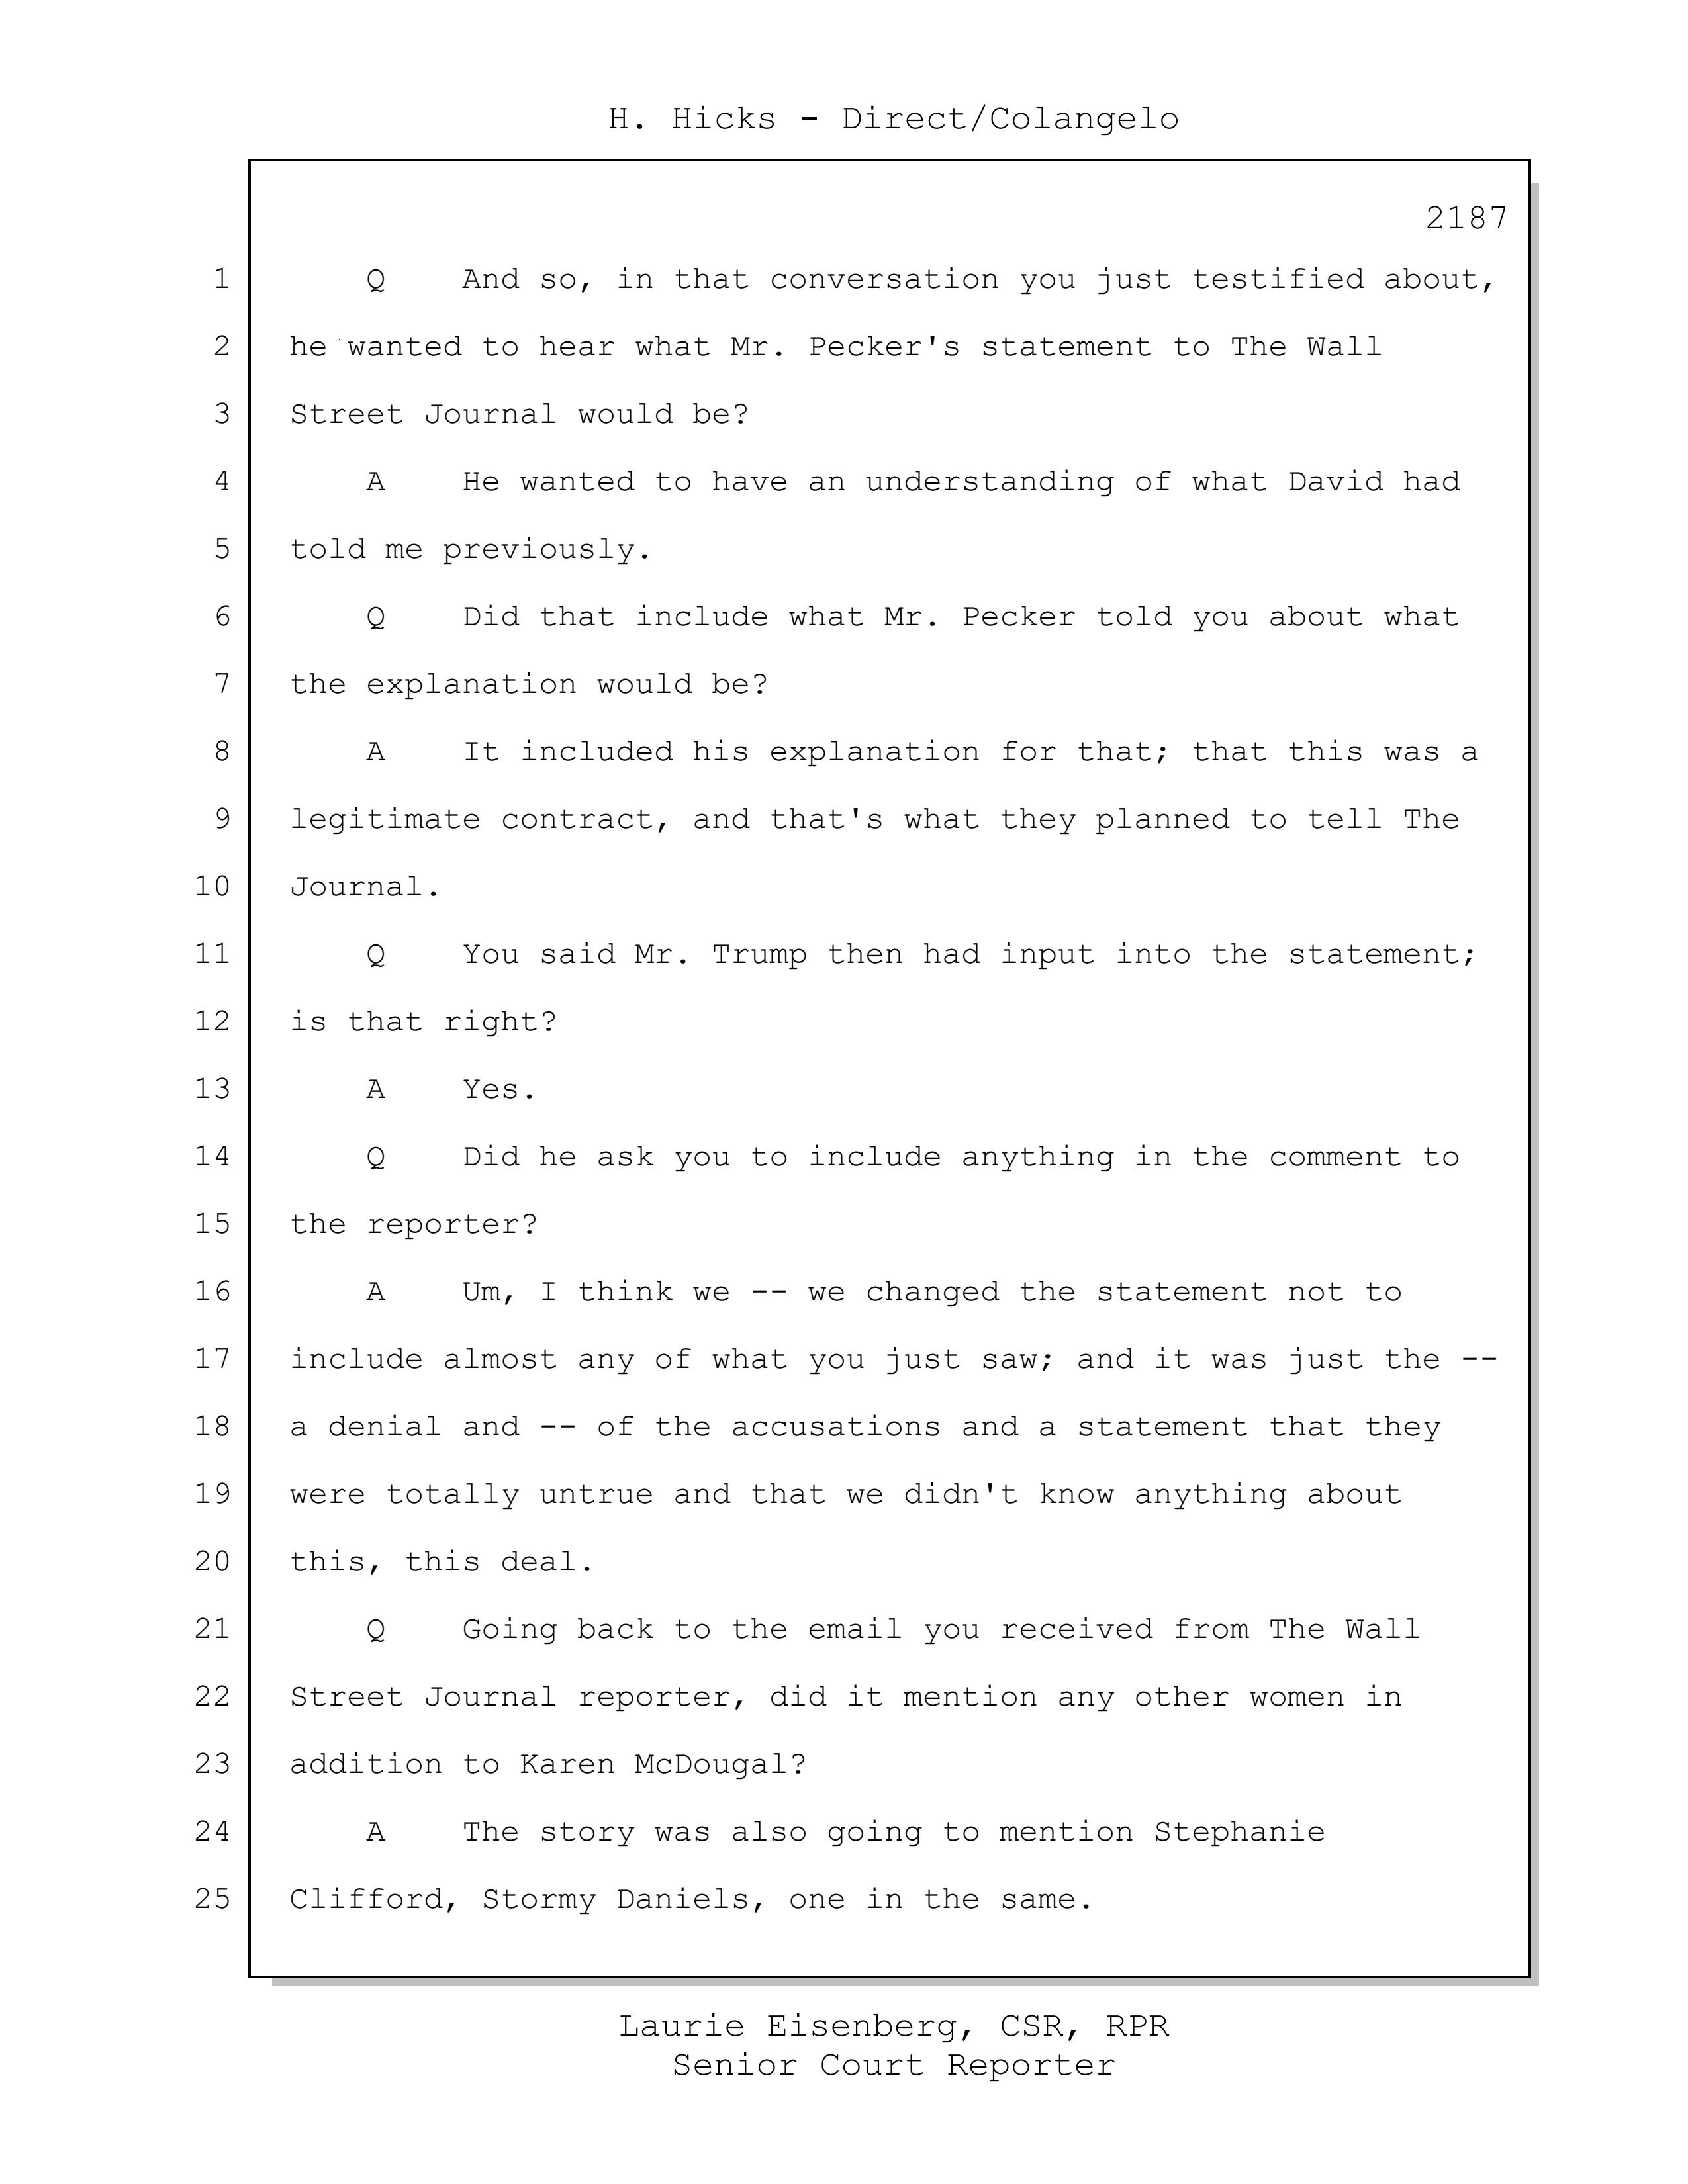 H. Hicks - Direct/Colangelo
2187
1 Q And so, in that conversation you just testified about,
2 he wanted to hear what Mr. Pecker's statement to The Wall
3 Street Journal would be?
4 A He wanted to have an understanding of what David had
5 told me previously.
6 Q Did that include what Mr. Pecker told you about what
7 the explanation would be?
8 A It included his explanation for that; that this was a
9 legitimate contract, and that's what they planned to tell The
10 Journal.
11 Q You said Mr. Trump then had input into the statement;
12 is that right?
13 A Yes.
14 Q Did he ask you to include anything in the comment to
15 the reporter?
16 A Um, I think we -- we changed the statement not to
17 include almost any of what you just saw; and it was just the --
18 a denial and -- of the accusations and a statement that they
19 were totally untrue and that we didn't know anything about
20 this, this deal.
21 Q Going back to the email you received from The Wall
22 Street Journal reporter, did it mention any other women in
23 addition to Karen McDougal?
24 A The story was also going to mention Stephanie
25 Clifford, Stormy Daniels, one in the same.
Laurie Eisenberg, CSR, RPR
Senior Court Reporter